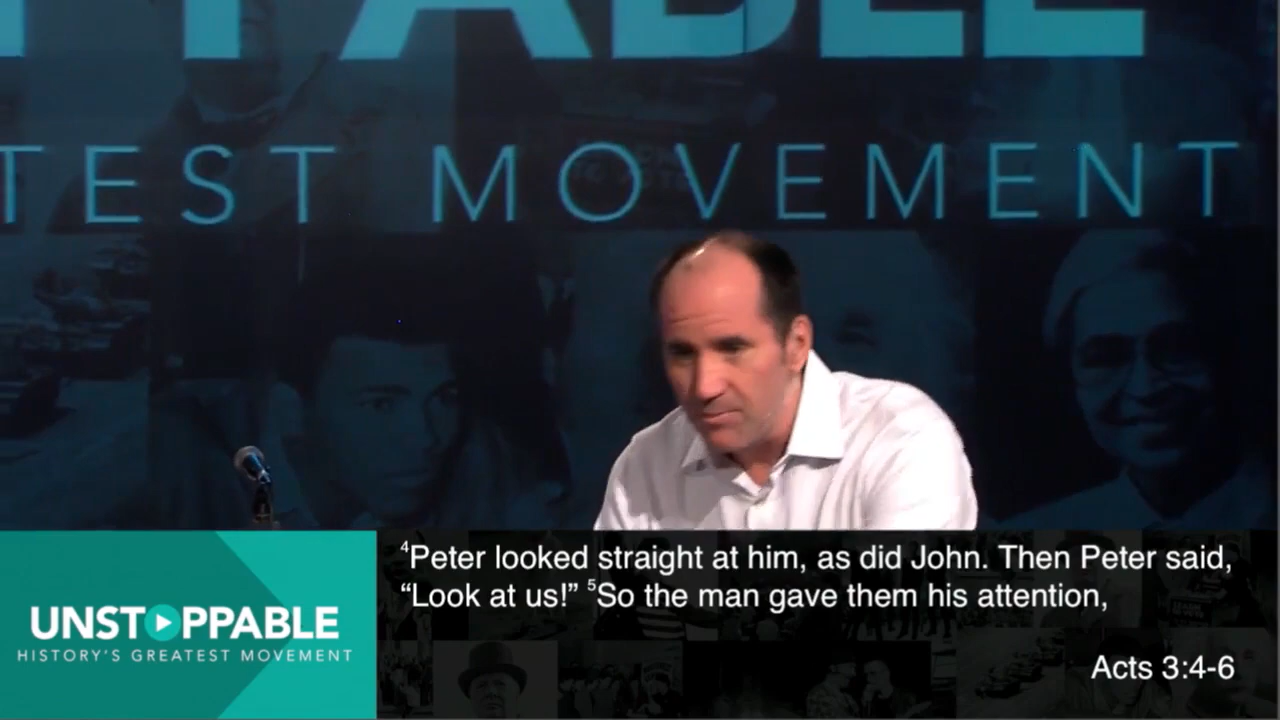 PPABLE
TEST MOVEMENT
⁴Peter looked straight at him, as did John. Then Peter said,
“Look at us!” ⁵So the man gave them his attention,
Acts 3:4-6
UNSTOPPABLE
HISTORY'S GREATEST MOVEMENT